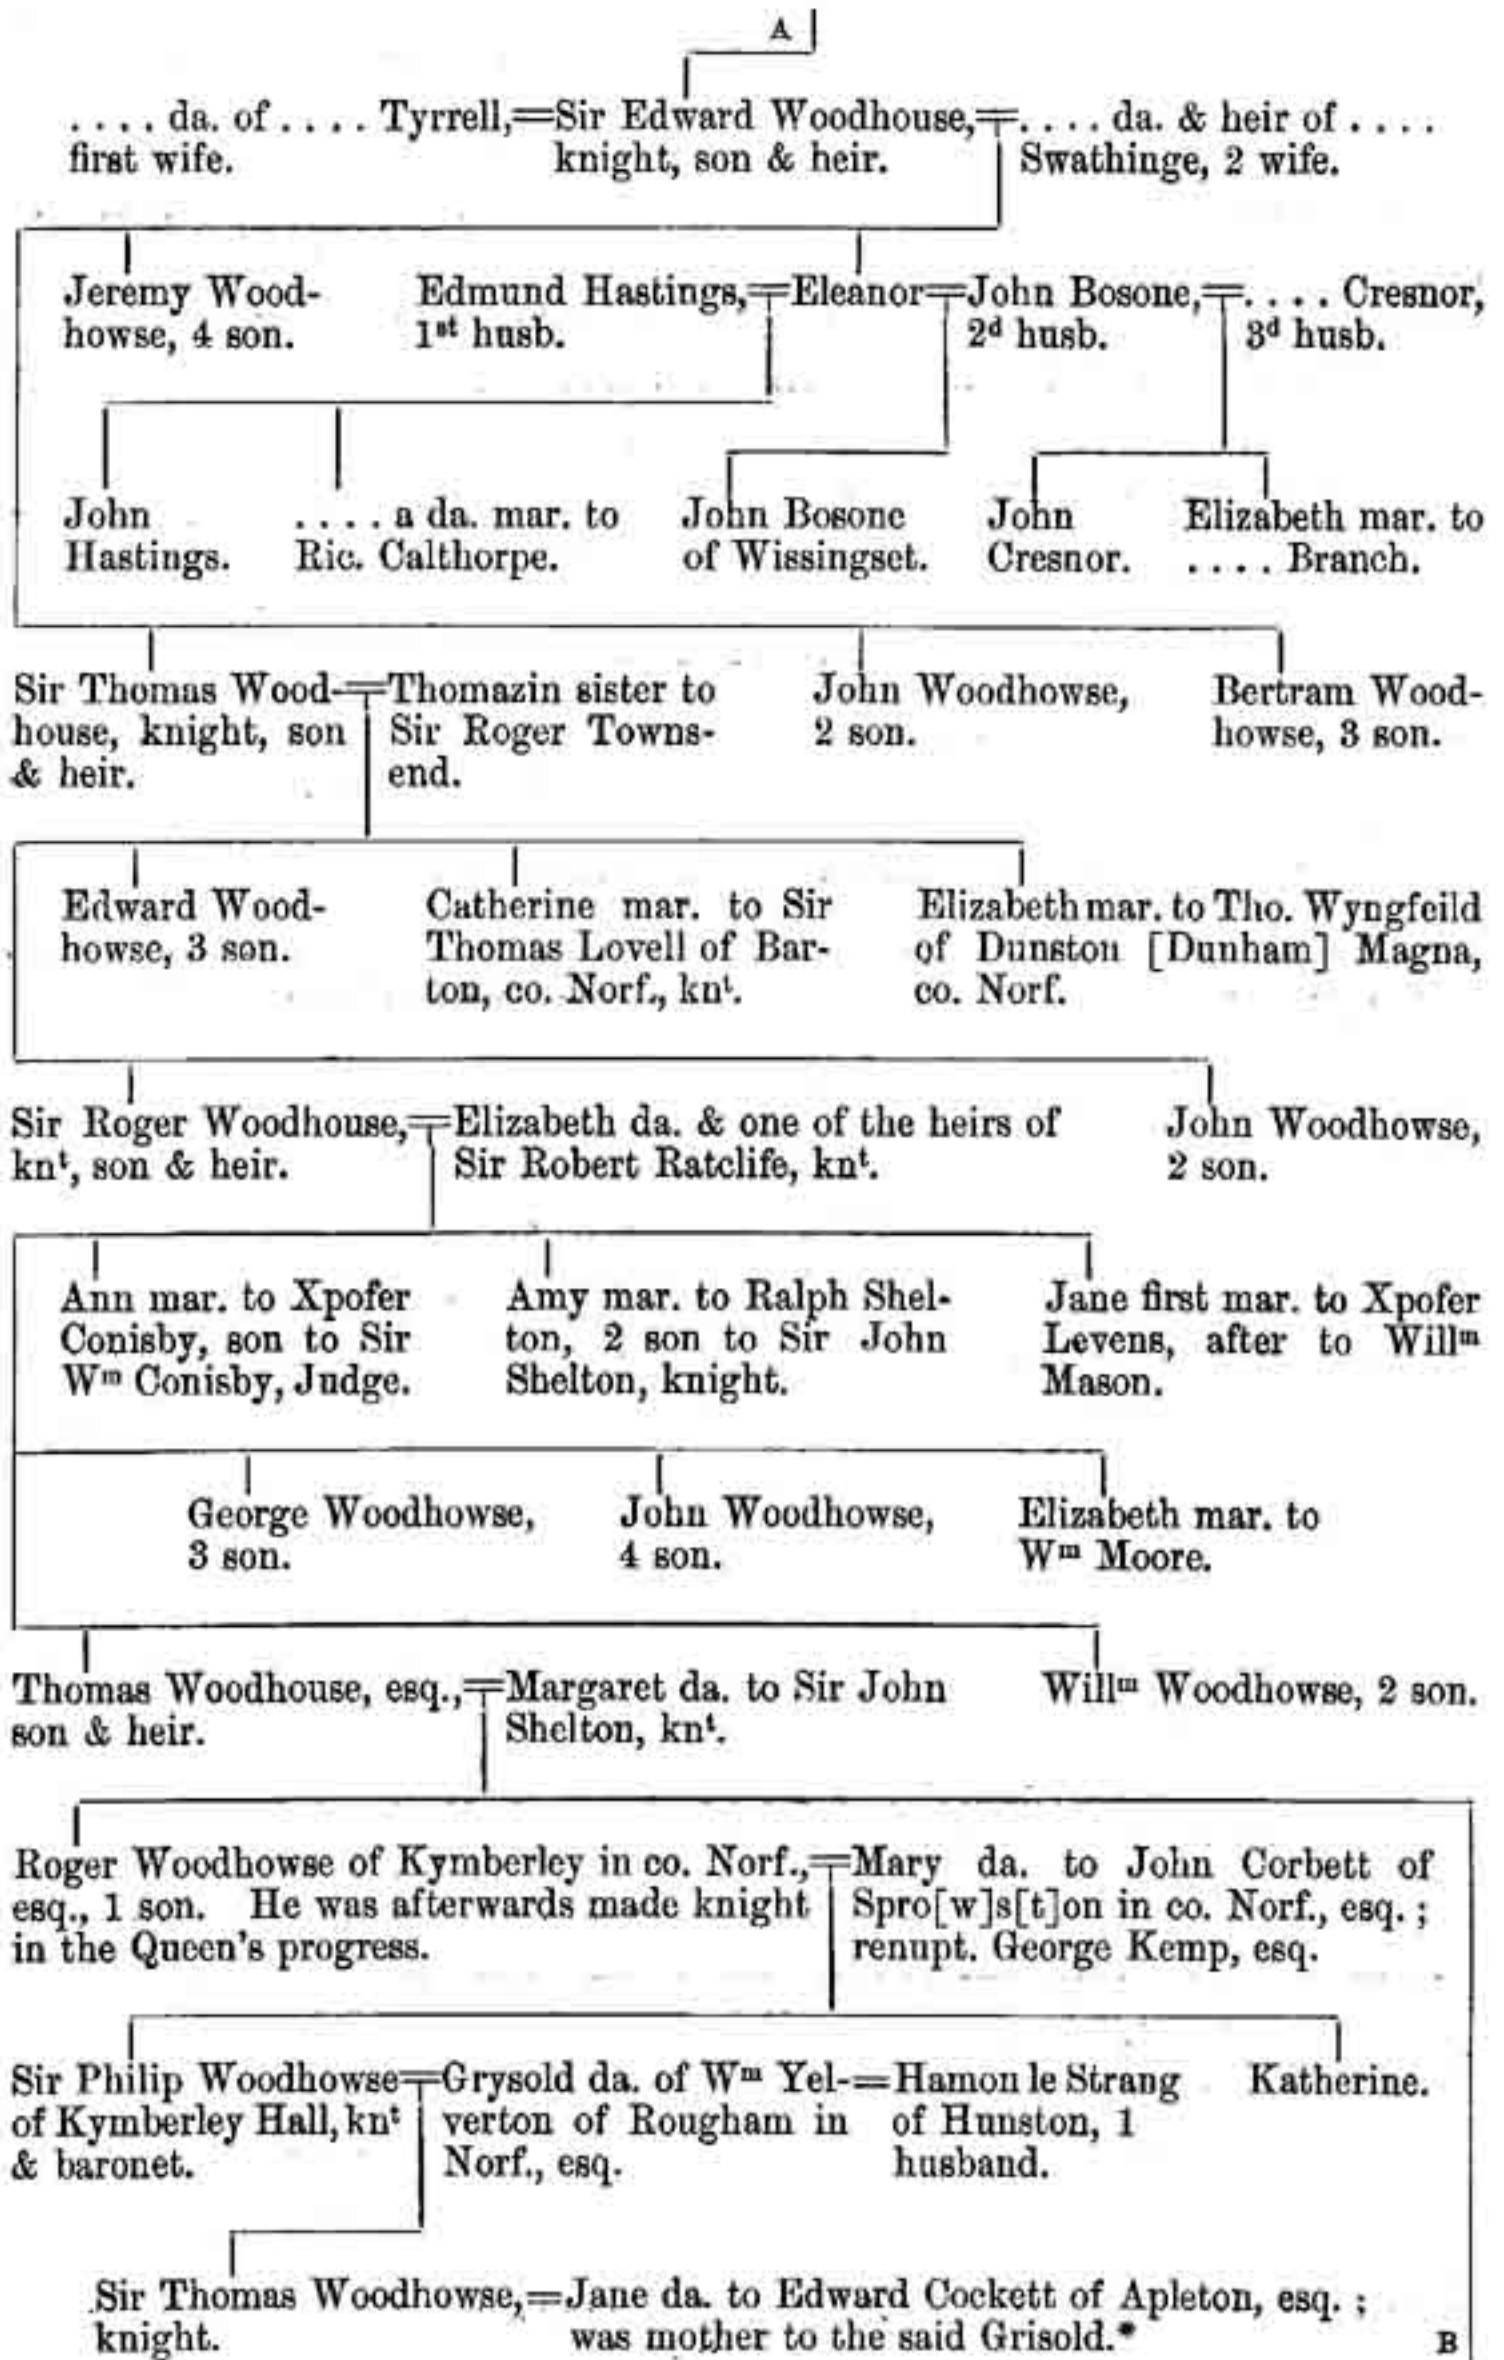 A
.... da. of .... Tyrrell,=Sir Edward Woodhouse,=.... da. & heir of ....
first wife. knight, son & heir. Swathinge, 2 wife.
Jeremy Wood- Edmund Hastings,=Eleanor=John Bosone,=.... Cresnor,
howse, 4 son. 1st husb. 2d husb. 3d husb.
John .... a da. mar. to John Bosone John Elizabeth mar. to
Hastings. Ric. Calthorpe. of Wissingset. Cresnor. .... Branch.
Sir Thomas Wood-=Thomazin sister to John Woodhowse, Bertram Wood-
house, knight, son Sir Roger Towns- 2 son. howse, 3 son.
& heir. end.
Edward Wood- Catherine mar. to Sir Elizabeth mar. to Tho. Wyngfeild
howse, 3 son. Thomas Lovell of Bar- of Dunston [Dunham] Magna,
ton, co. Norf., knt. co. Norf.
Sir Roger Woodhouse,=Elizabeth da. & one of the heirs of John Woodhowse,
knt, son & heir. Sir Robert Ratclife, knt. 2 son.
Ann mar. to Xpofer Amy mar. to Ralph Shel- Jane first mar. to Xpofer
Conisby, son to Sir ton, 2 son to Sir John Levens, after to Willm
Wm Conisby, Judge. Shelton, knight. Mason.
George Woodhowse, John Woodhowse, Elizabeth mar. to
3 son. 4 son. Wm Moore.
Thomas Woodhouse, esq.,=Margaret da. to Sir John Willm Woodhowse, 2 son.
son & heir. Shelton, knt.
Roger Woodhowse of Kymberley in co. Norf.,=Mary da. to John Corbett of
esq., 1 son. He was afterwards made knight Spro[w]s[t]on in co. Norf., esq. ;
in the Queen's progress. renupt. George Kemp, esq.
Sir Philip Woodhowse=Grysold da. of Wm Yel-=Hamon le Strang Katherine.
of Kymberley Hall, knt verton of Rougham in of Hunston, 1
& baronet. Norf., esq. husband.
Sir Thomas Woodhowse,=Jane da. to Edward Cockett of Apleton, esq. ;
knight. was mother to the said Grisold.* B